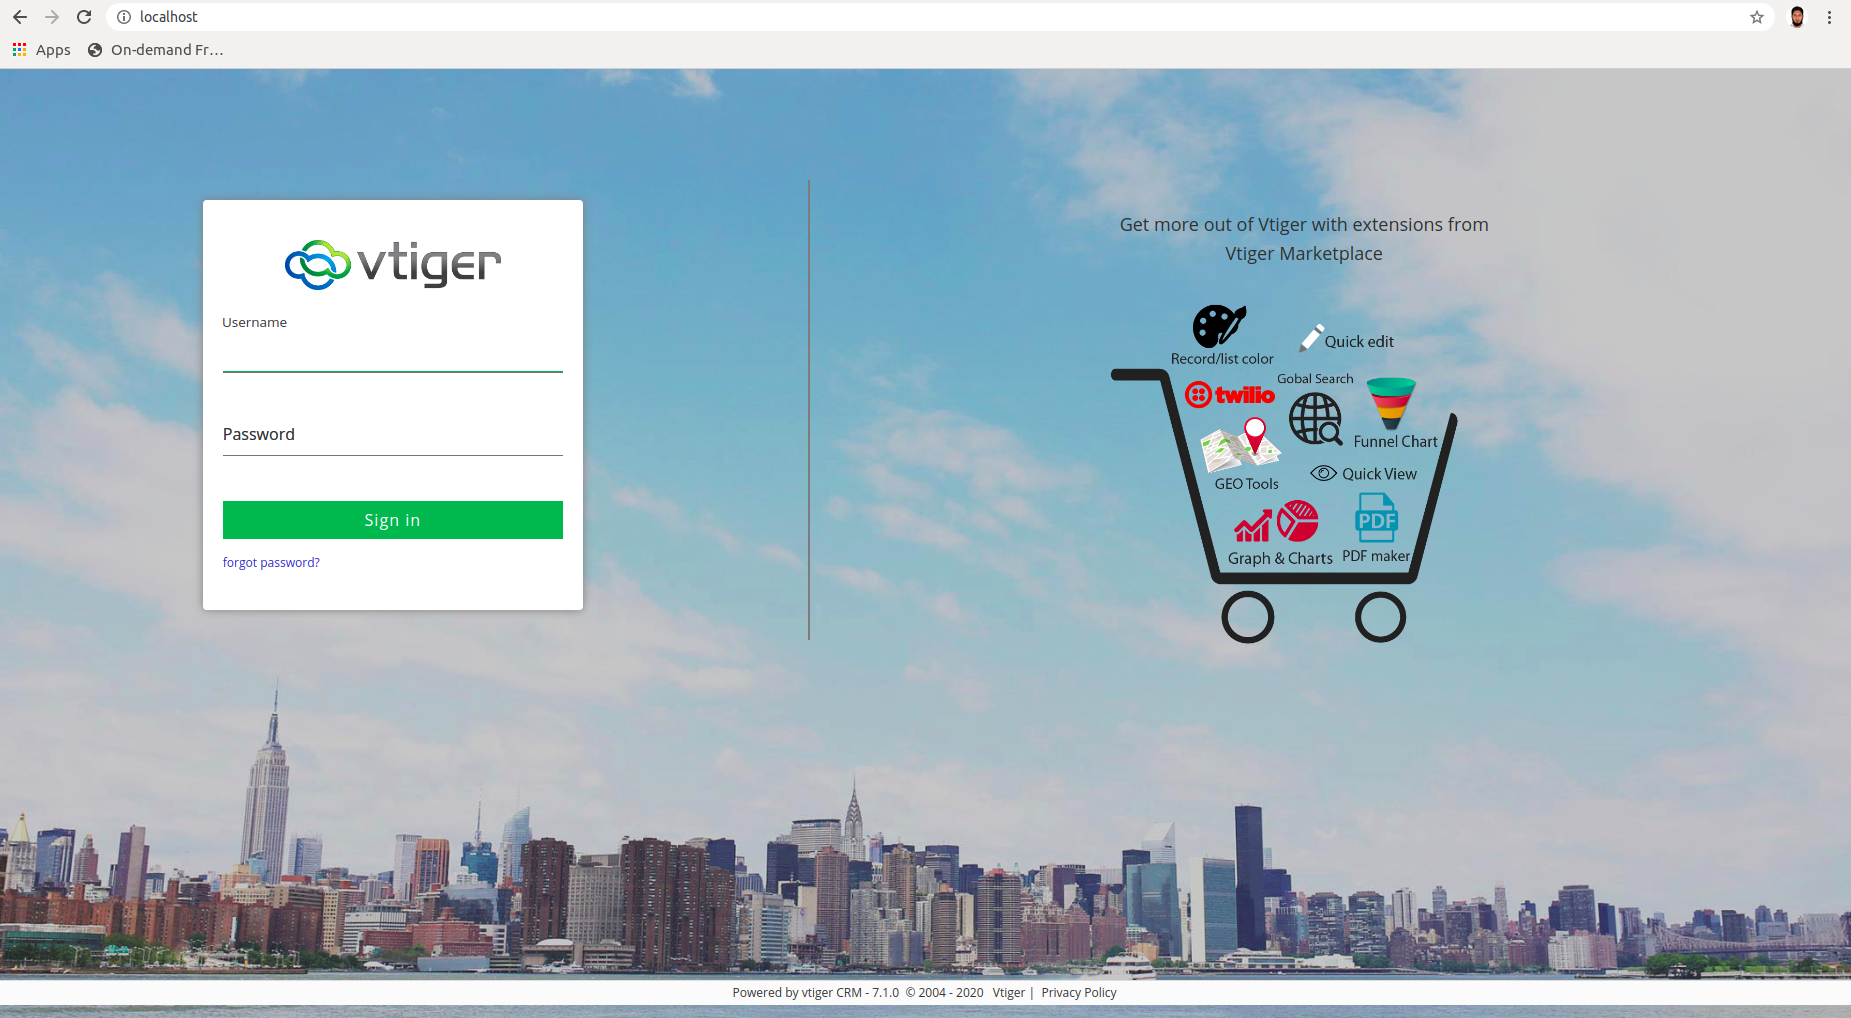 localhost
Apps
On-demand Fr...
vtiger
Username
Password
Sign in
forgot password?
Get more out of Vtiger with extensions from
Vtiger Marketplace
Record/list color
Quick edit
Gobal Search
twilio
Funnel Chart
GEO Tools
Quick View
PDF
Graph & Charts
PDF maker
Powered by vtiger CRM - 7.1.0 © 2004 - 2020 Vtiger | Privacy Policy